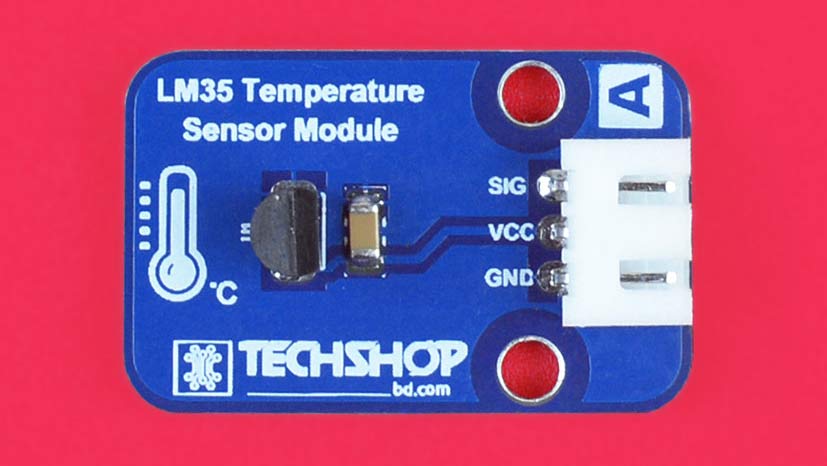 LM35 Temperature
Sensor Module
A
SIG
VCC
GND
°C
TECHSHOP
bd.com